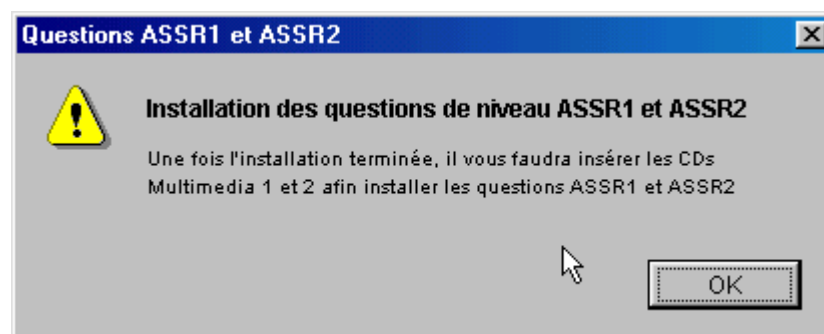 Questions ASSR1 et ASSR2
Installation des questions de niveau ASSR1 et ASSR2
Une fois l'installation terminée, il vous faudra insérer les CDs
Multimedia 1 et 2 afin installer les questions ASSR1 et ASSR2
OK